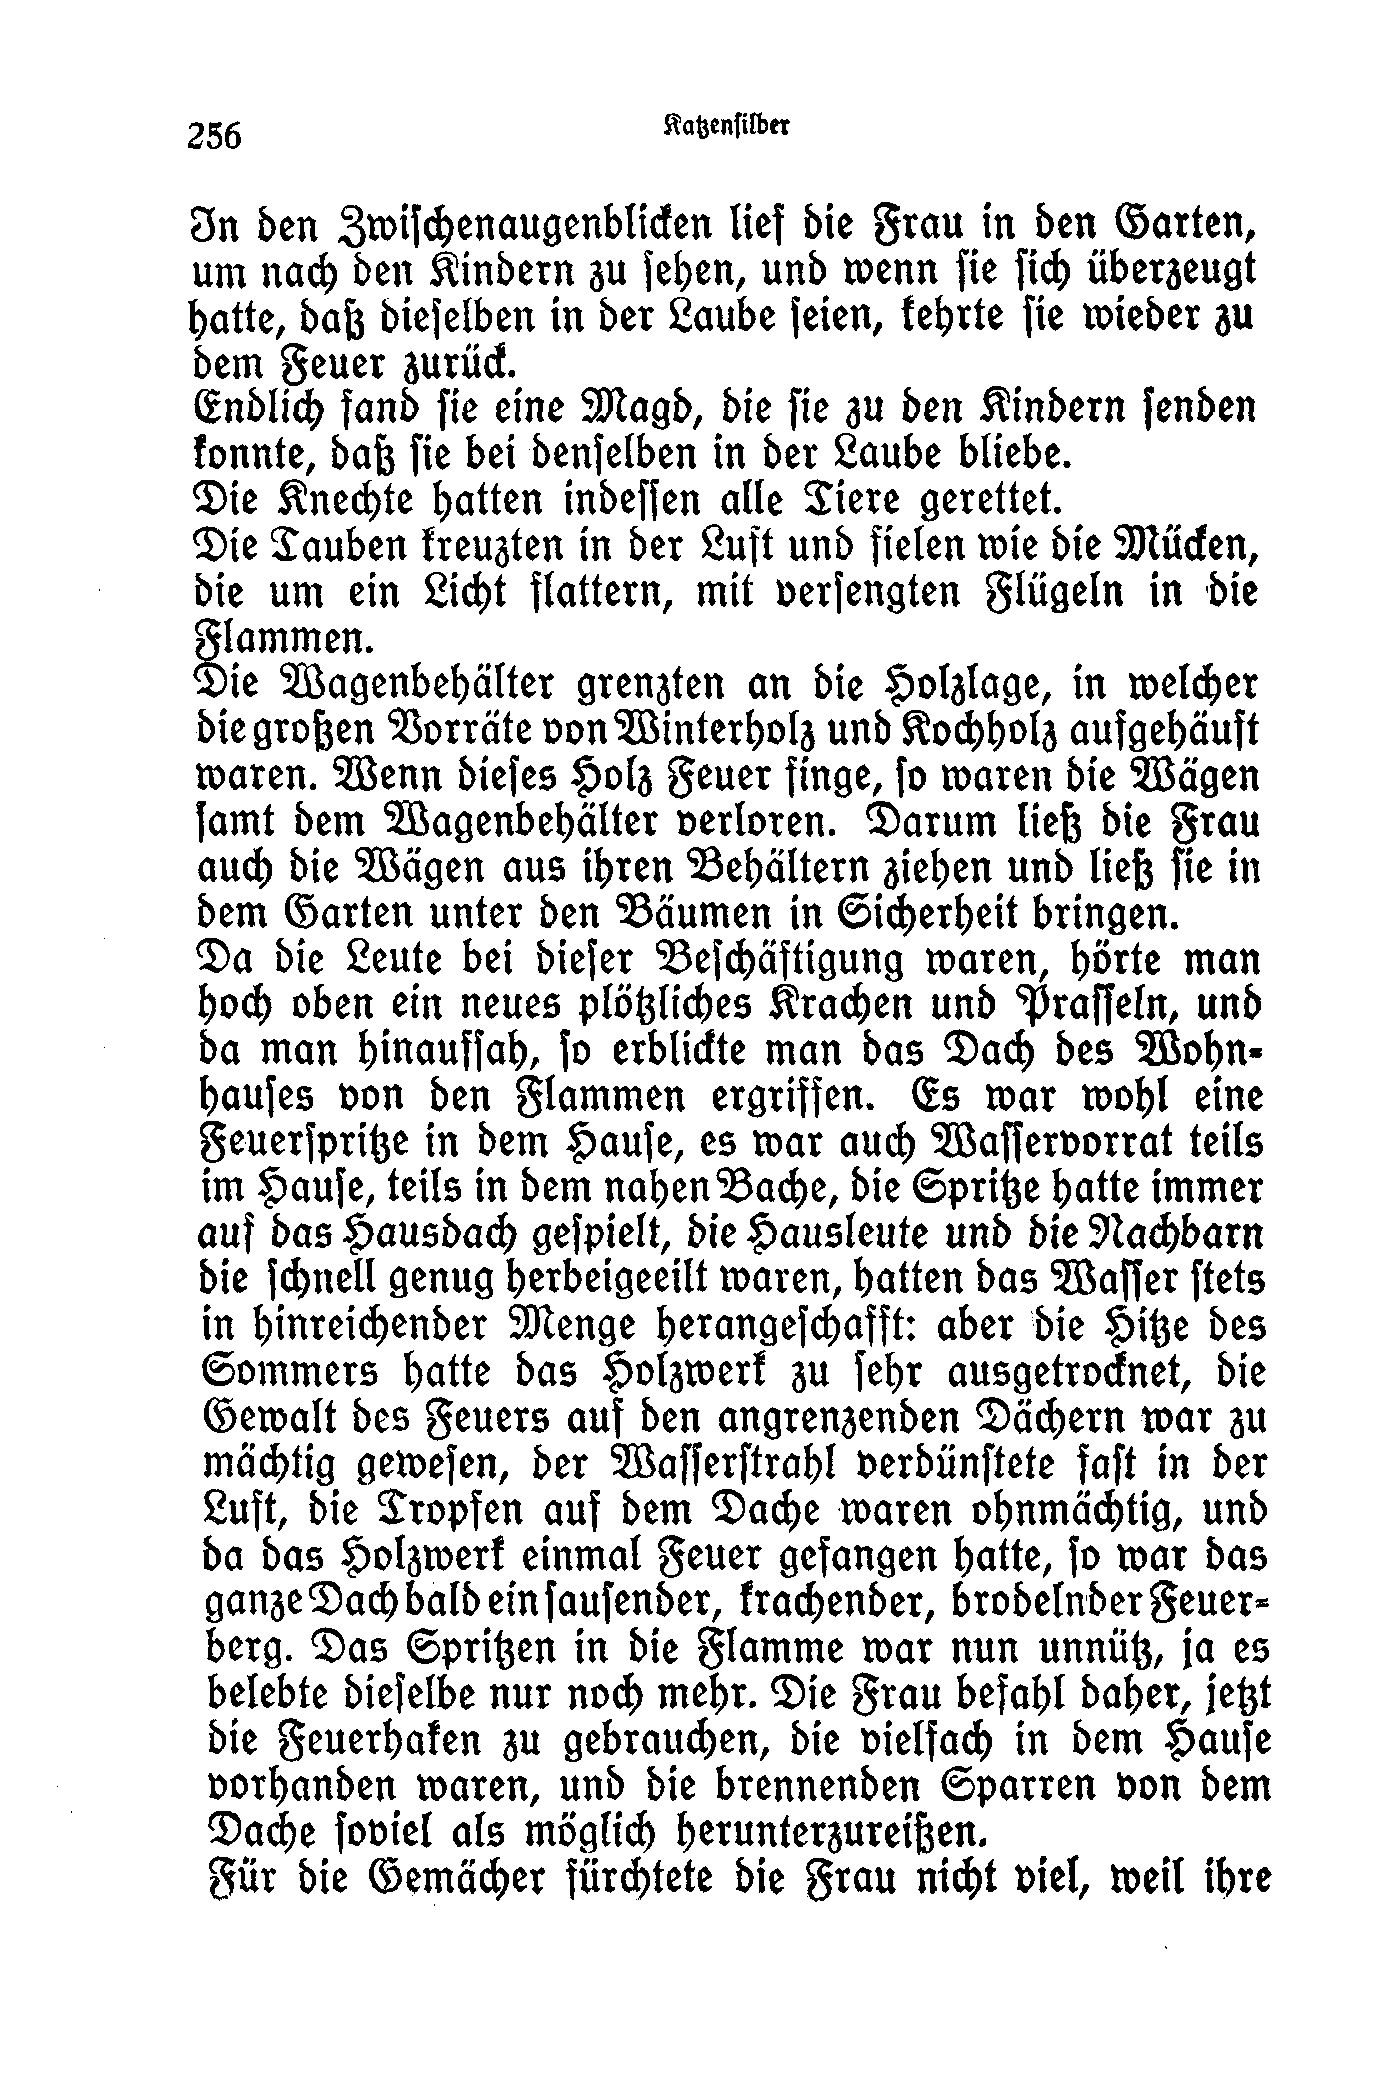 256
Katzensilber
In den Zwischenaugenblicken lief die Frau in den Garten,
um nach den Kindern zu sehen, und wenn sie sich überzeugt
hatte, daß dieselben in der Laube seien, kehrte sie wieder zu
dem Feuer zurück.
Endlich fand sie eine Magd, die sie zu den Kindern senden
konnte, daß sie bei denselben in der Laube bliebe.
Die Knechte hatten indessen alle Tiere gerettet.
Die Tauben kreuzten in der Luft und fielen wie die Mücken,
die um ein Licht flattern, mit versengten Flügeln in die
Flammen.
Die Wagenbehälter grenzten an die Holzlage, in welcher
die großen Vorräte von Winterholz und Kochholz aufgehäuft
waren. Wenn dieses Holz Feuer finge, so waren die Wägen
samt dem Wagenbehälter verloren. Darum ließ die Frau
auch die Wägen aus ihren Behältern ziehen und ließ sie in
dem Garten unter den Bäumen in Sicherheit bringen.
Da die Leute bei dieser Beschäftigung waren, hörte man
hoch oben ein neues plötzliches Krachen und Prasseln, und
da man hinaufsah, so erblickte man das Dach des Wohn-
hauses von den Flammen ergriffen. Es war wohl eine
Feuerspritze in dem Hause, es war auch Wasservorrat teils
im Hause, teils in dem nahen Bache, die Spritze hatte immer
auf das Hausdach gespielt, die Hausleute und die Nachbarn
die schnell genug herbeigeeilt waren, hatten das Wasser stets
in hinreichender Menge herangeschafft: aber die Hitze des
Sommers hatte das Holzwerk zu sehr ausgetrocknet, die
Gewalt des Feuers auf den angrenzenden Dächern war zu
mächtig gewesen, der Wasserstrahl verdünstete fast in der
Luft, die Tropfen auf dem Dache waren ohnmächtig, und
da das Holzwerk einmal Feuer gefangen hatte, so war das
ganze Dach bald ein sausender, krachender, brodelnder Feuer-
berg. Das Spritzen in die Flamme war nun unnütz, ja es
belebte dieselbe nur noch mehr. Die Frau befahl daher, jetzt
die Feuerhaken zu gebrauchen, die vielfach in dem Hause
vorhanden waren, und die brennenden Sparren von dem
Dache soviel als möglich herunterzureißen.
Für die Gemächer fürchtete die Frau nicht viel, weil ihre